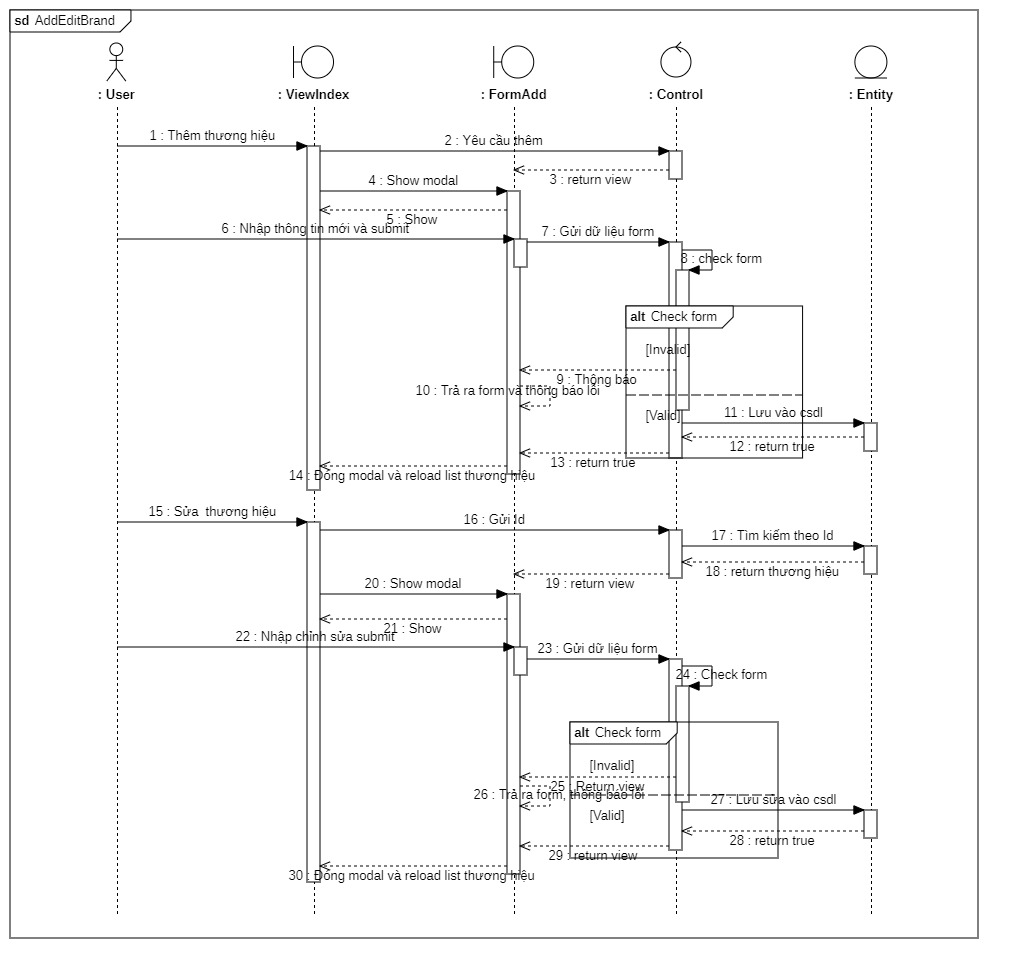 sd AddEditBrand
: User
: ViewIndex
: FormAdd
: Control
: Entity
1 : Thêm thương hiệu
2 : Yêu cầu thêm
3 : return view
4 : Show modal
5 : Show
6 : Nhập thông tin mới và submit
7 : Gửi dữ liệu form
8 : check form
alt Check form
[Invalid]
9 : Thông báo
10 : Trả ra form và thông báo lỗi
[Valid]
11 : Lưu vào csdl
12 : return true
13 : return true
14 : Đóng modal và reload list thương hiệu
15 : Sửa  thương hiệu
16 : Gửi Id
17 : Tìm kiếm theo Id
18 : return thương hiệu
19 : return view
20 : Show modal
21 : Show
22 : Nhập chỉnh sửa submit
23 : Gửi dữ liệu form
24 : Check form
alt Check form
[Invalid]
25 : Return view
26 : Trả ra form, thông báo lỗi
27 : Lưu sửa vào csdl
[Valid]
28 : return true
29 : return view
30 : Đóng modal và reload list thương hiệu